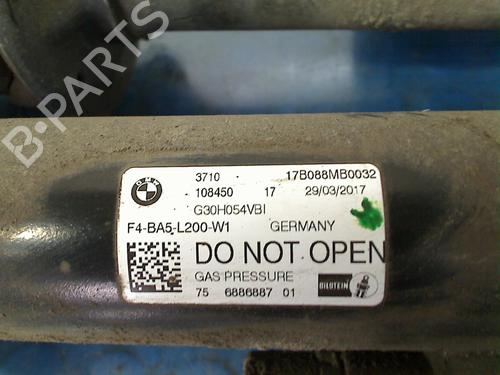 B-PARTS
BMW
3710 17B088MB0032
108450 17 29/03/2017
G30H054VBI
F4-BA5-L200-W1 GERMANY
DO NOT OPEN
GAS PRESSURE
75 6886887 01
BILSTEIN